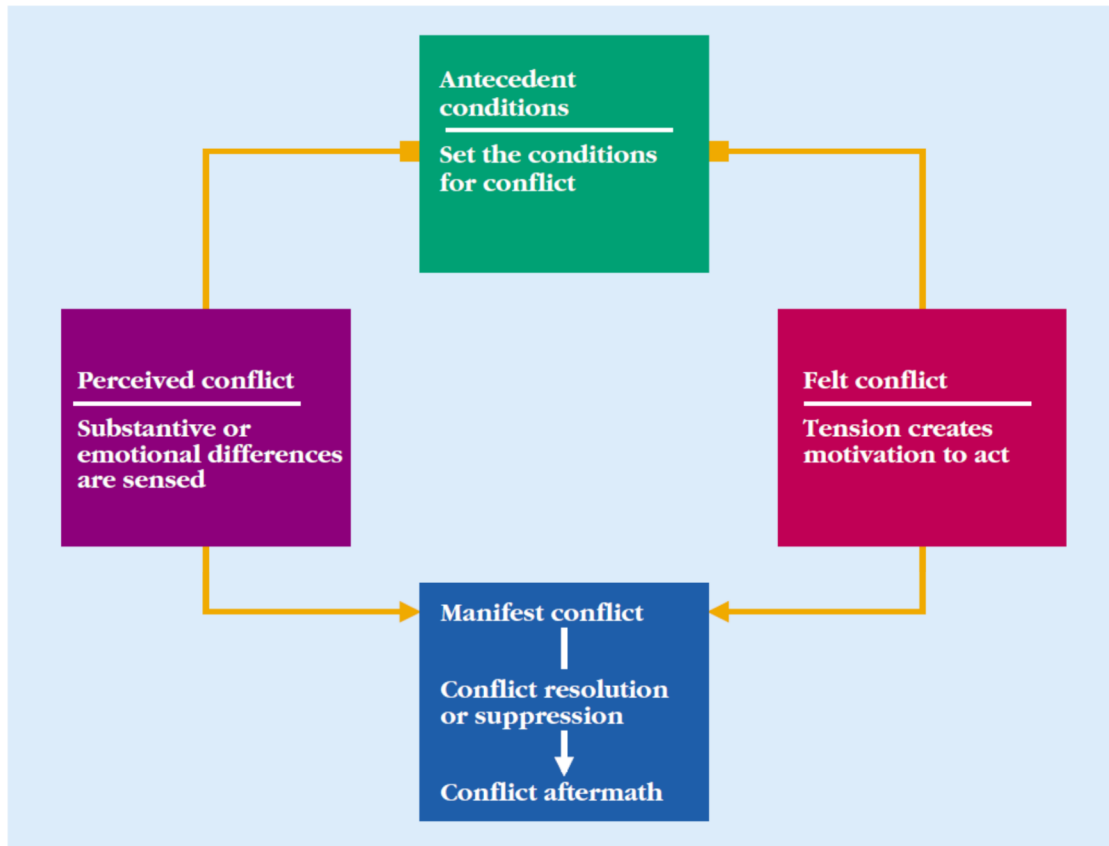 Antecedent
conditions
Set the conditions
for conflict
Perceived conflict
Substantive or
emotional differences
are sensed
Felt conflict
Tension creates
motivation to act
Manifest conflict
Conflict resolution
or suppression
Conflict aftermath